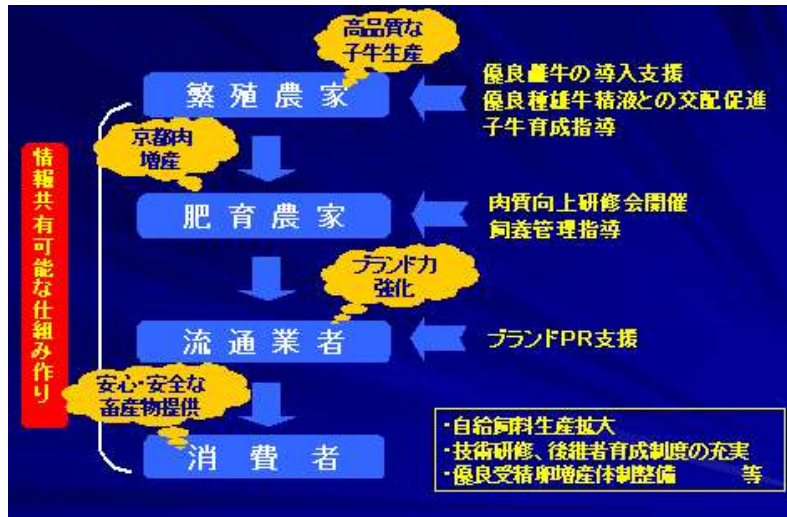 高品質な
子牛生産
繁殖農家
優良雌牛の導入支援
優良種雄牛精液との交配促進
子牛育成指導
京都肉
増産
肥育農家
肉質向上研修会開催
飼養管理指導
ブランド力
強化
流通業者
ブランドPR支援
安心・安全な
畜産物提供
消費者
情報共有可能な仕組み作り
・自給飼料生産拡大
・技術研修、後継者育成制度の充実
・優良受精卵増産体制整備 等